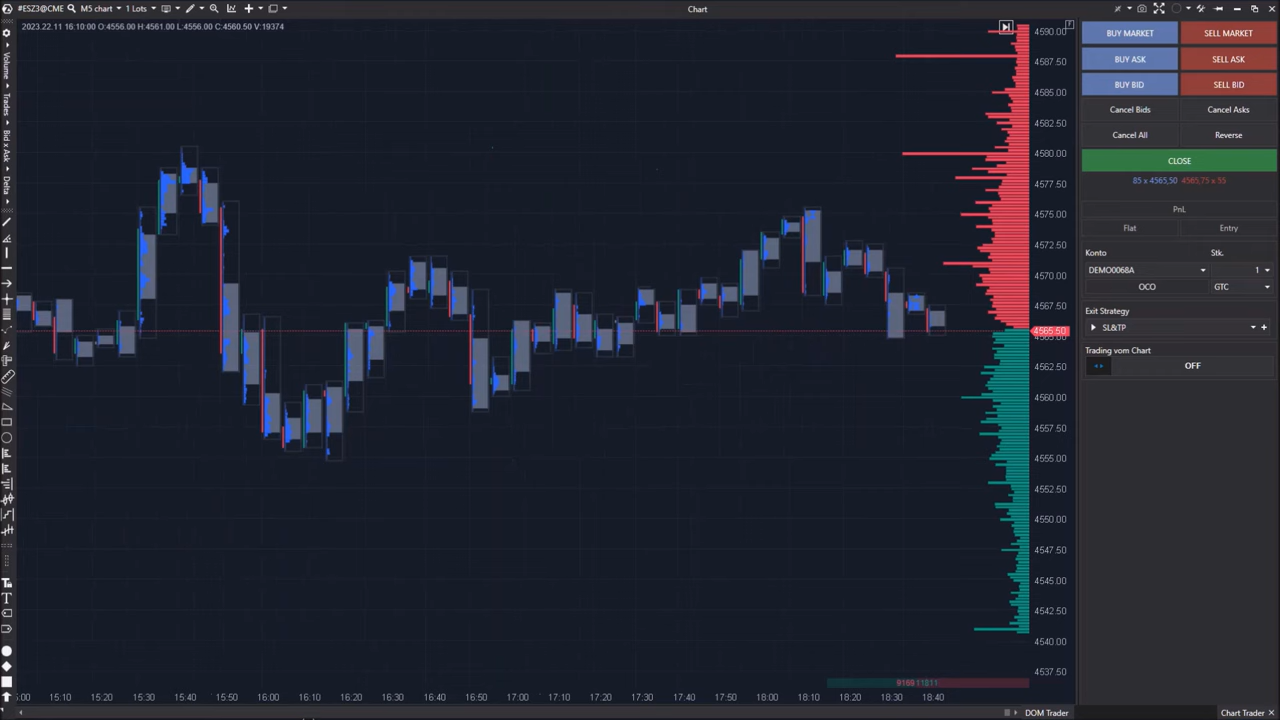 #ESZ3@CME M5 chart 1 Lots
Chart
2023.22.11 16:10:00 O:4556.00 H:4561.00 L:4556.00 C:4560.50 V:19374
Volume
Trades
Bid x Ask
Delta
4590.00
4587.50
4585.00
4582.50
4580.00
4577.50
4575.00
4572.50
4570.00
4567.50
4565.50
4565.00
4562.50
4560.00
4557.50
4555.00
4552.50
4550.00
4547.50
4545.00
4542.50
4540.00
4537.50
9169 11811
15:10 15:20 15:30 15:40 15:50 16:00 16:10 16:20 16:30 16:40 16:50 17:00 17:10 17:20 17:30 17:40 17:50 18:00 18:10 18:20 18:30 18:40
BUY MARKET SELL MARKET
BUY ASK SELL ASK
BUY BID SELL BID
Cancel Bids Cancel Asks
Cancel All Reverse
CLOSE
85 x 4565,50 4565,75 x 55
PnL
Flat Entry
Konto Stk.
DEMO0068A 1
OCO GTC
Exit Strategy
SL&TP
Trading vom Chart
OFF
DOM Trader
Chart Trader